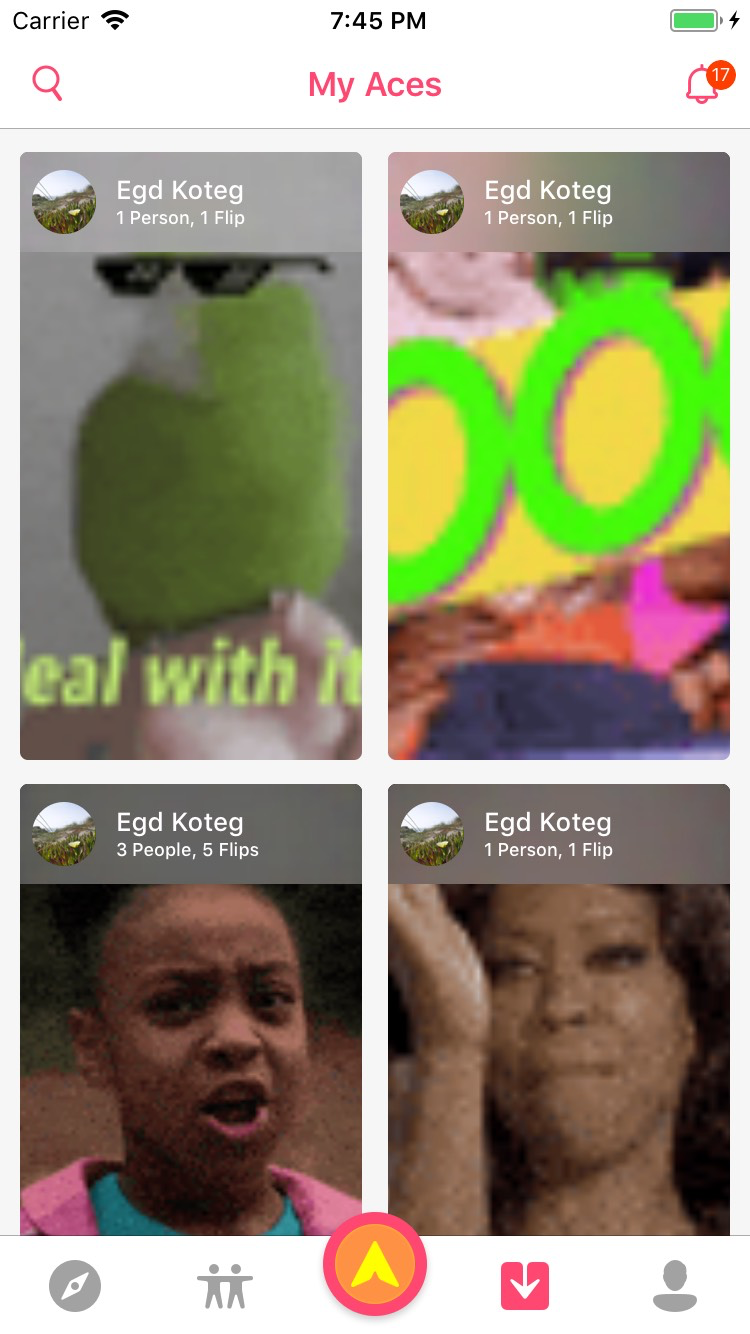 Carrier 7:45 PM
My Aces
17
Egd Koteg
1 Person, 1 Flip
Egd Koteg
1 Person, 1 Flip
eal with it
OO
Egd Koteg
3 People, 5 Flips
Egd Koteg
1 Person, 1 Flip